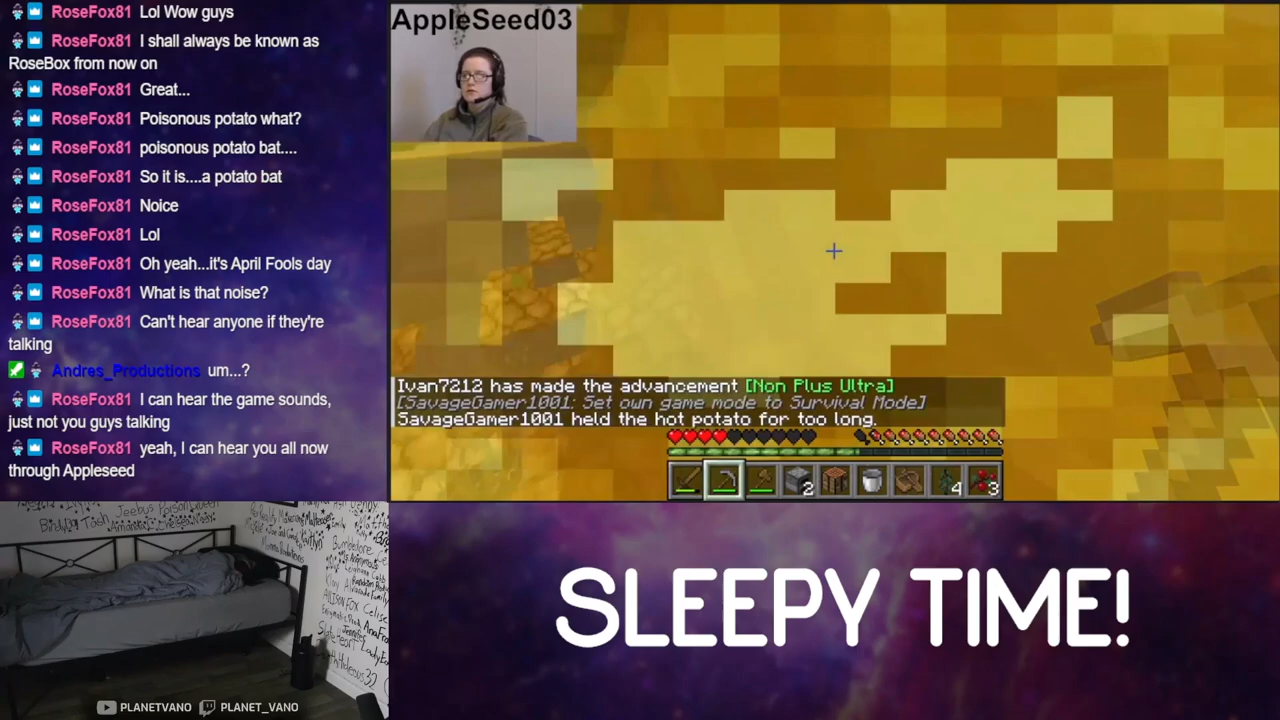 RoseFox81 Lol Wow guys
RoseFox81 I shall always be known as
RoseBox from now on
RoseFox81 Great...
RoseFox81 Poisonous potato what?
RoseFox81 poisonous potato bat....
RoseFox81 So it is....a potato bat
RoseFox81 Noice
RoseFox81 Lol
RoseFox81 Oh yeah...it's April Fools day
RoseFox81 What is that noise?
RoseFox81 Can't hear anyone if they're
talking
Andres_Productions um...?
RoseFox81 I can hear the game sounds,
just not you guys talking
RoseFox81 yeah, I can hear you all now
through Appleseed
AppleSeed03
Ivan7212 has made the advancement [Non Plus Ultra]
[SavageGamer1001: Set own game mode to Survival Mode]
SavageGamer1001 held the hot potato for too long.
2
4
3
Birdy Tash Jeebus
SLEEPY TIME!
PLANETVANO PLANET_VANO